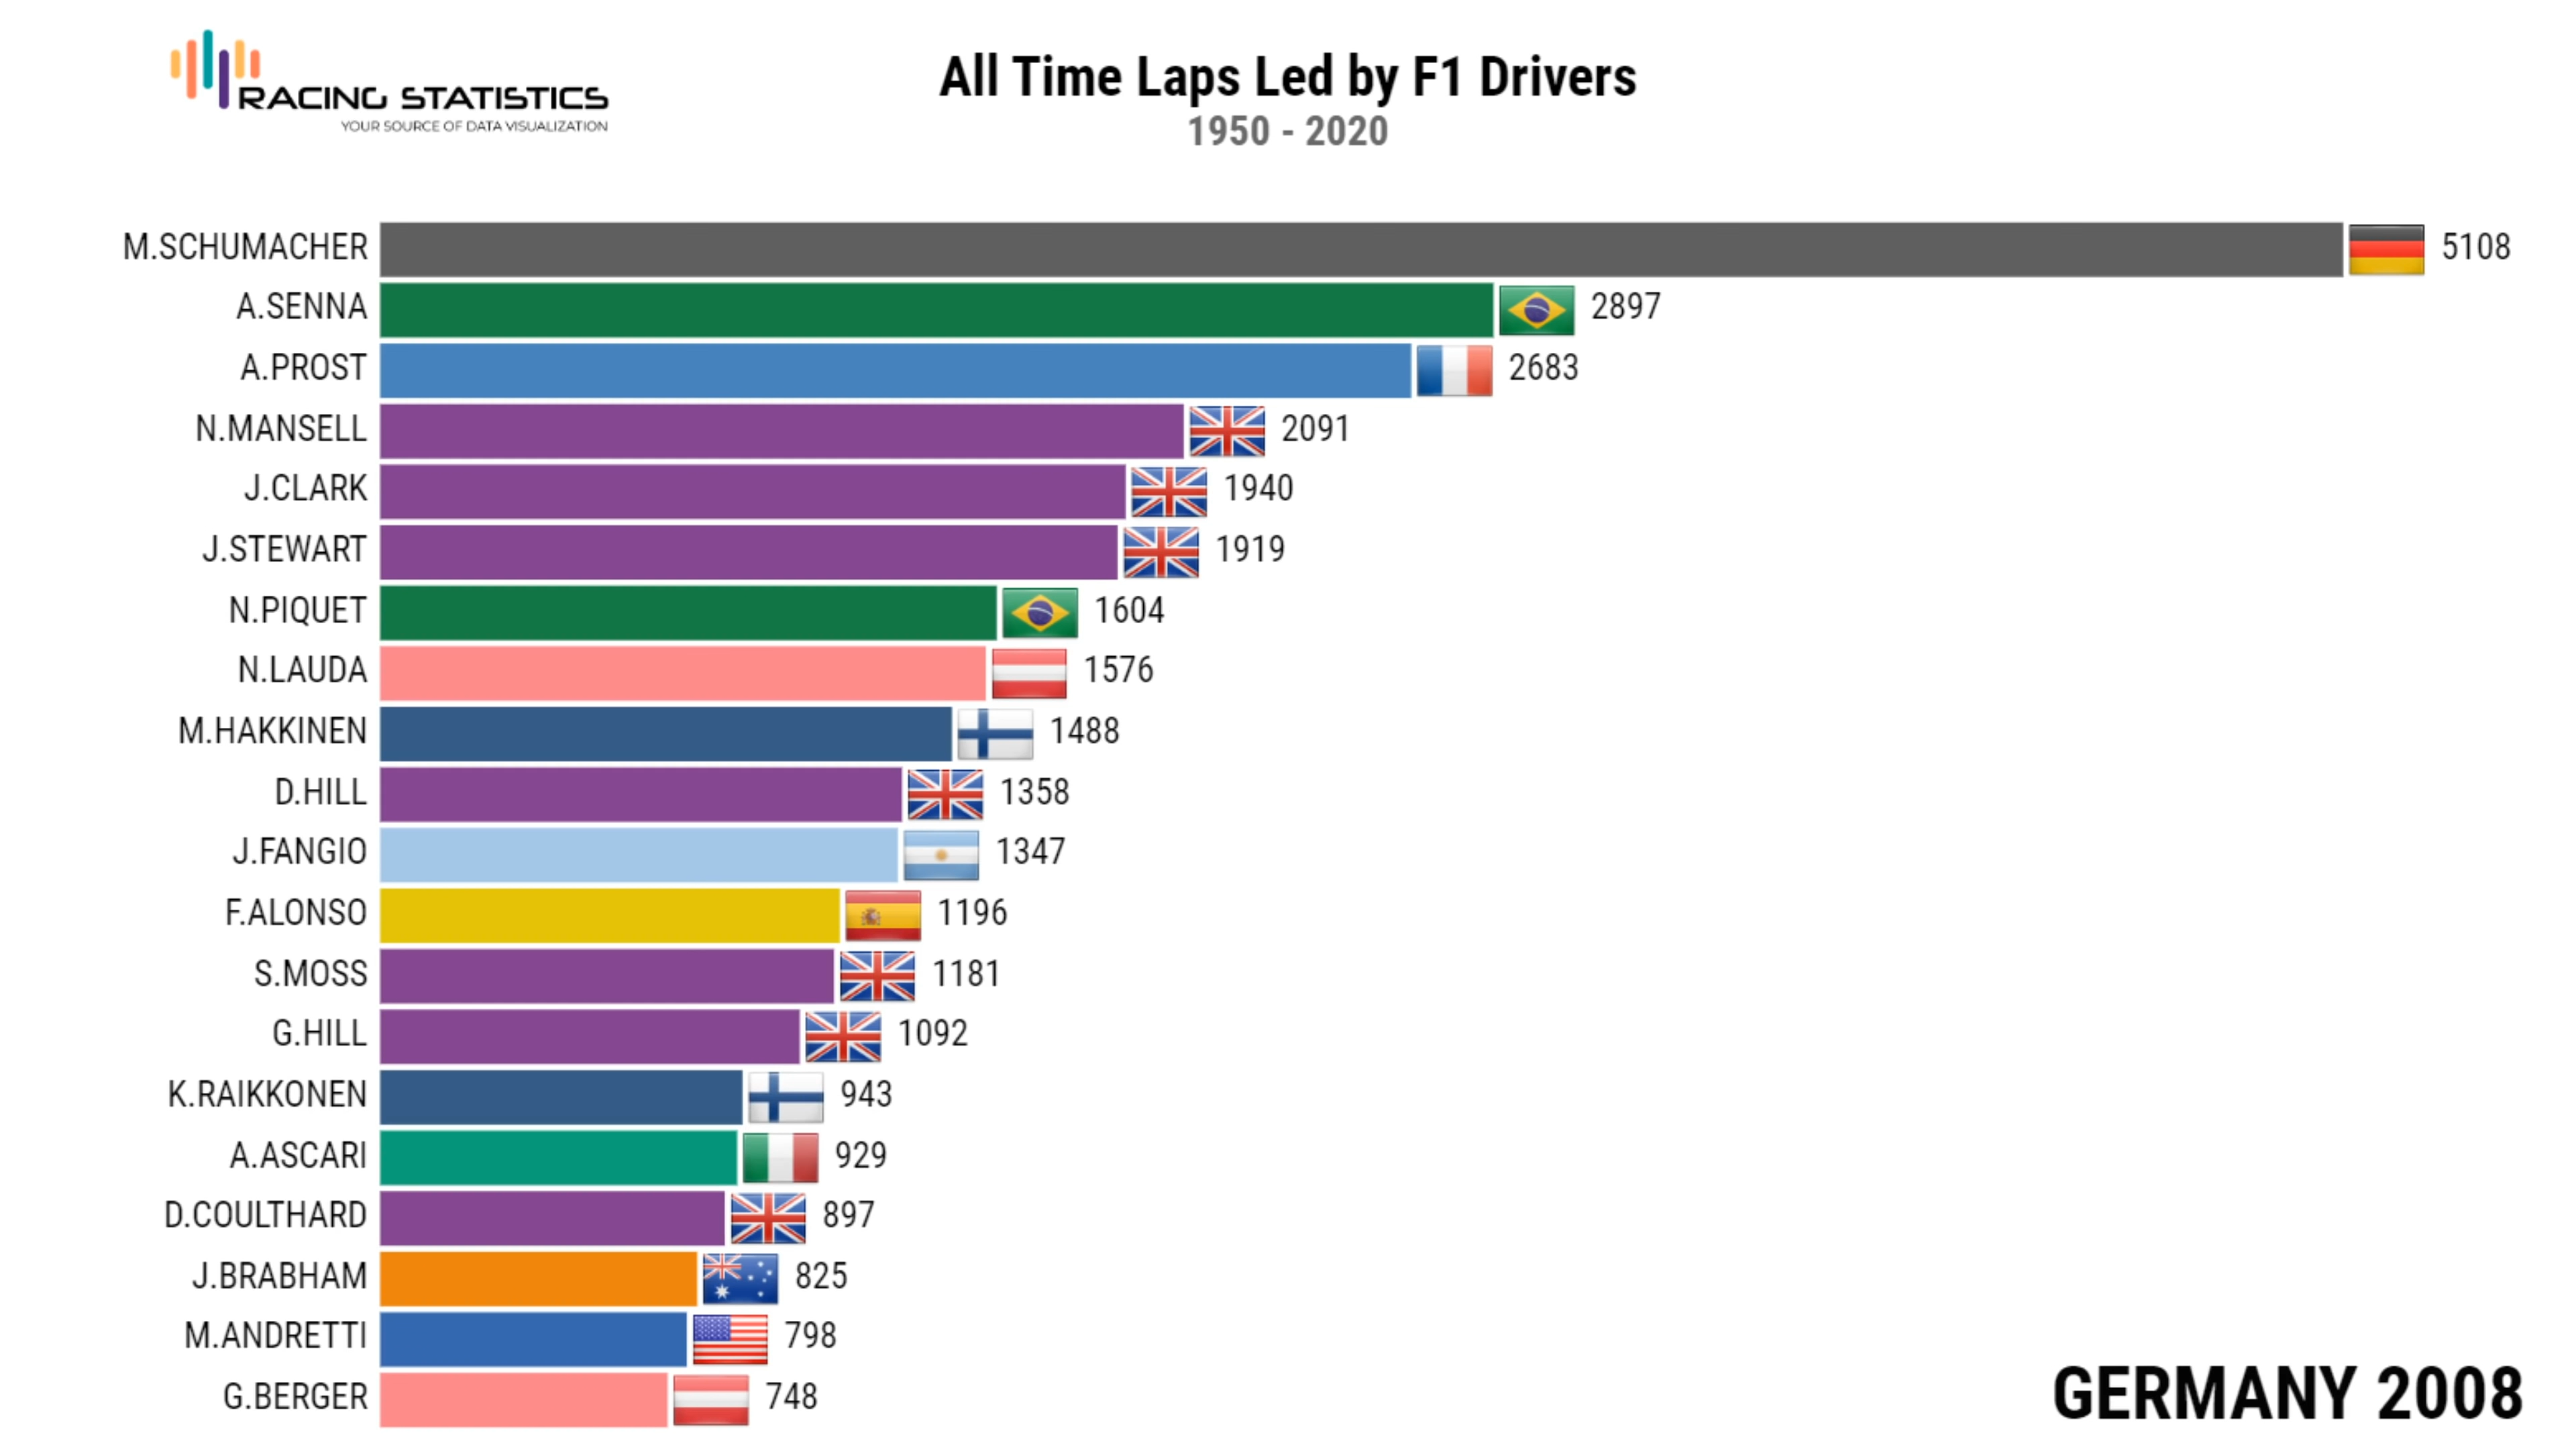 RACING STATISTICS
YOUR SOURCE OF DATA VISUALIZATION
All Time Laps Led by F1 Drivers
1950 - 2020
M.SCHUMACHER 5108
A.SENNA 2897
A.PROST 2683
N.MANSELL 2091
J.CLARK 1940
J.STEWART 1919
N.PIQUET 1604
N.LAUDA 1576
M.HAKKINEN 1488
D.HILL 1358
J.FANGIO 1347
F.ALONSO 1196
S.MOSS 1181
G.HILL 1092
K.RAIKKONEN 943
A.ASCARI 929
D.COULTHARD 897
J.BRABHAM 825
M.ANDRETTI 798
G.BERGER 748
GERMANY 2008